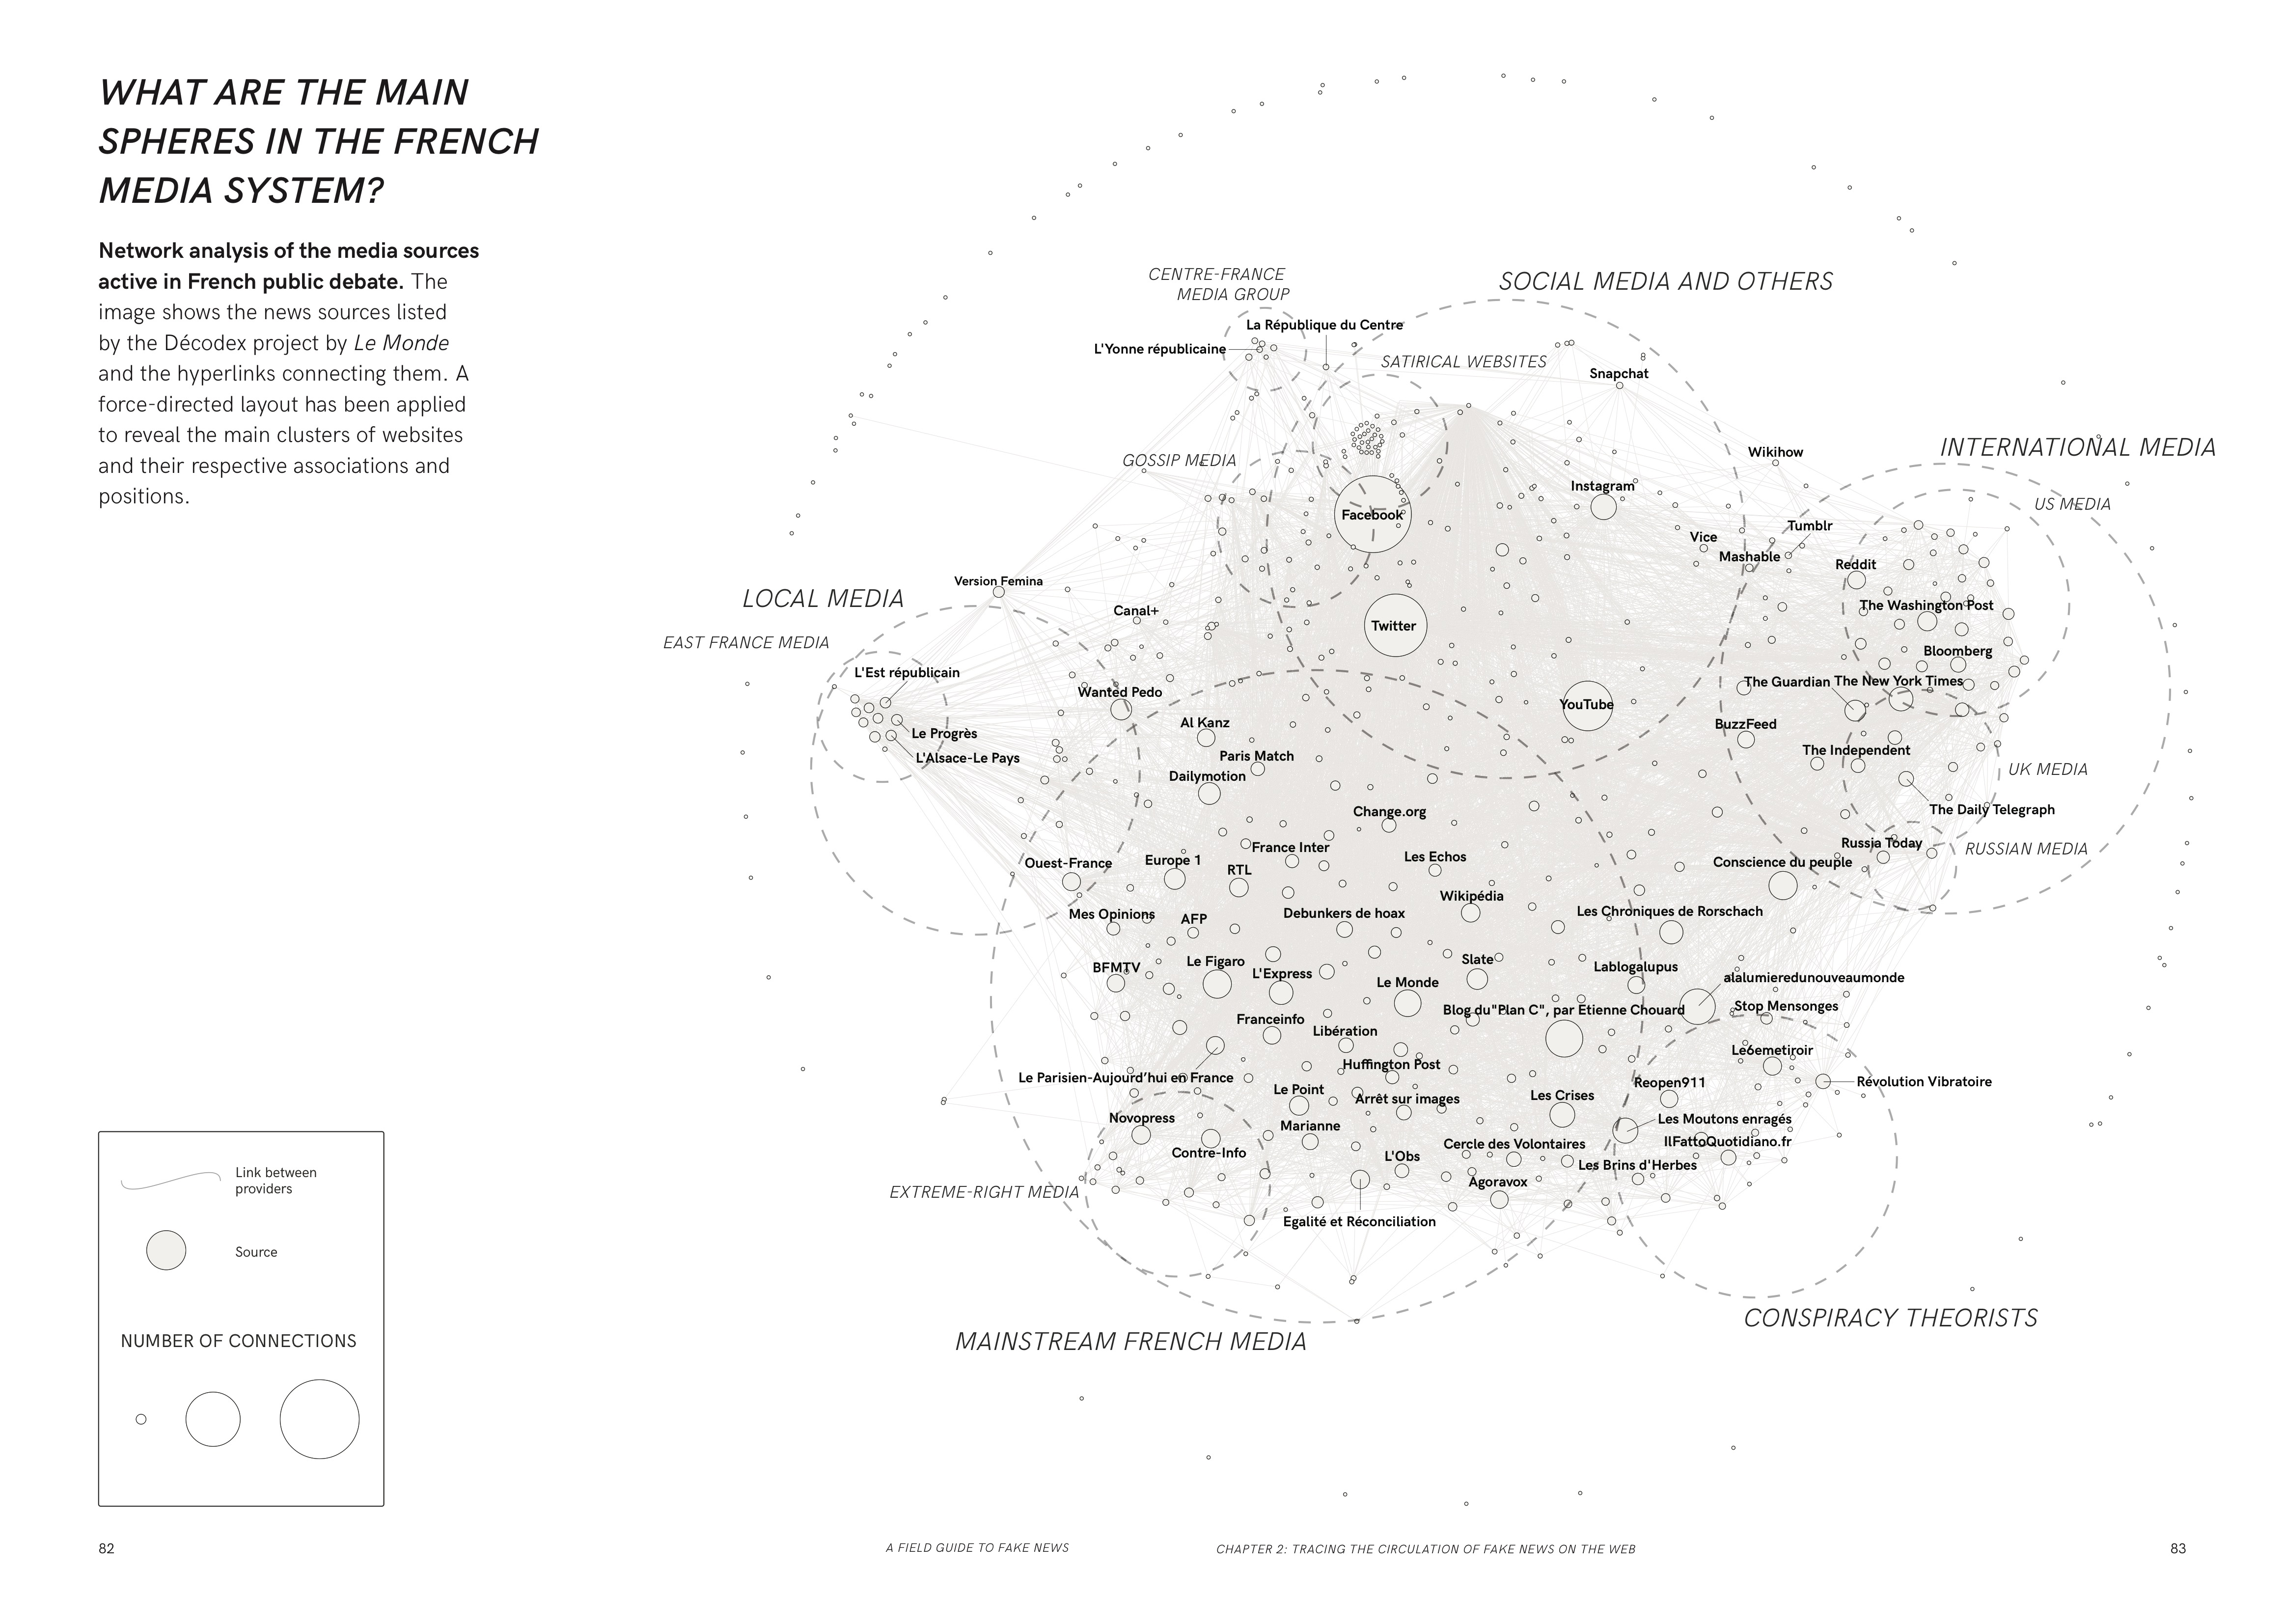 WHAT ARE THE MAIN
SPHERES IN THE FRENCH
MEDIA SYSTEM?
Network analysis of the media sources
active in French public debate. The
image shows the news sources listed
by the Décodex project by Le Monde
and the hyperlinks connecting them. A
force-directed layout has been applied
to reveal the main clusters of websites
and their respective associations and
positions.
CENTRE-FRANCE
MEDIA GROUP
SOCIAL MEDIA AND OTHERS
La République du Centre
L'Yonne républicaine
SATIRICAL WEBSITES
Snapchat
INTERNATIONAL MEDIA
Wikihow
GOSSIP MEDIA
Instagram
US MEDIA
Facebook
Tumblr
Vice
Mashable
Reddit
Version Femina
LOCAL MEDIA
The Washington Post
Canal+
Twitter
EAST FRANCE MEDIA
Bloomberg
L'Est républicain
The Guardian
The New York Times
Wanted Pedo
YouTube
Al Kanz
BuzzFeed
Le Progrès
The Independent
L'Alsace-Le Pays
Paris Match
UK MEDIA
Dailymotion
The Daily Telegraph
Change.org
Russia Today
RUSSIAN MEDIA
France Inter
Les Echos
Europe 1
Ouest-France
Conscience du peuple
RTL
Wikipédia
Mes Opinions
AFP
Debunkers de hoax
Les Chroniques de Rorschach
BFMTV
Le Figaro
L'Express
Slate
Lablogalupus
Le Monde
alalumieredunouveaumonde
Blog du"Plan C", par Etienne Chouard
Stop Mensonges
Franceinfo
Libération
Le6emetiroir
Huffington Post
Le Parisien-Aujourd'hui en France
Reopen911
Révolution Vibratoire
Le Point
Arrêt sur images
Les Crises
Novopress
Marianne
Les Moutons enragés
Contre-Info
Cercle des Volontaires
IlFattoQuotidiano.fr
L'Obs
Les Brins d'Herbes
EXTREME-RIGHT MEDIA
Agoravox
Egalité et Réconciliation
MAINSTREAM FRENCH MEDIA
CONSPIRACY THEORISTS
Link between
providers
Source
NUMBER OF CONNECTIONS
82
A FIELD GUIDE TO FAKE NEWS
CHAPTER 2: TRACING THE CIRCULATION OF FAKE NEWS ON THE WEB
83